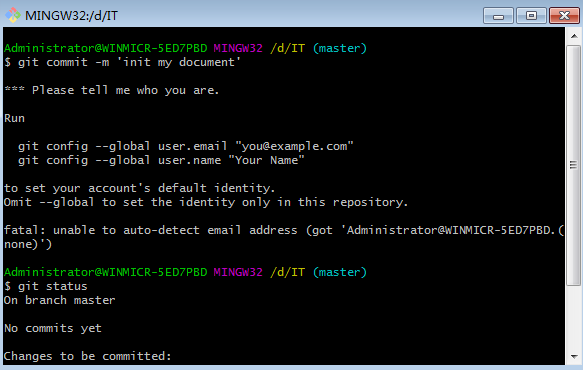 MINGW32:/d/IT
Administrator@WINMICR-5ED7PBD MINGW32 /d/IT (master)
$ git commit -m 'init my document'
*** Please tell me who you are.
Run
git config --global user.email "you@example.com"
git config --global user.name "Your Name"
to set your account's default identity.
Omit --global to set the identity only in this repository.
fatal: unable to auto-detect email address (got 'Administrator@WINMICR-5ED7PBD.(
none)')
Administrator@WINMICR-5ED7PBD MINGW32 /d/IT (master)
$ git status
On branch master
No commits yet
Changes to be committed: